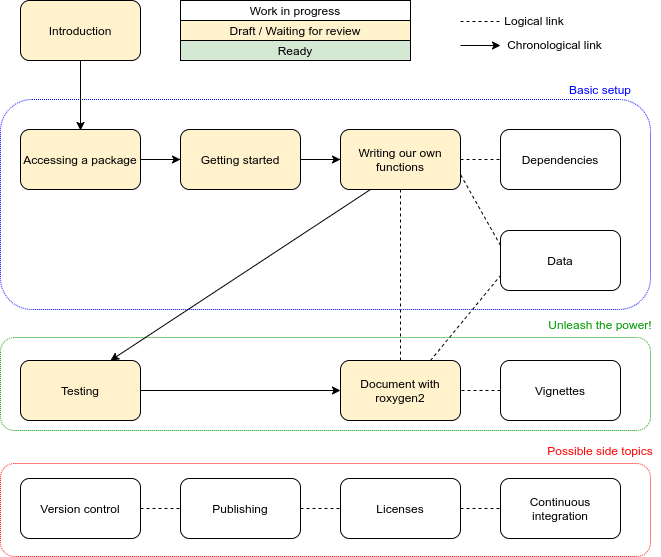 Introduction
Work in progress
Draft / Waiting for review
Ready
Logical link
Chronological link
Basic setup
Accessing a package
Getting started
Writing our own
functions
Dependencies
Data
Unleash the power!
Testing
Document with
roxygen2
Vignettes
Possible side topics
Version control
Publishing
Licenses
Continuous
integration